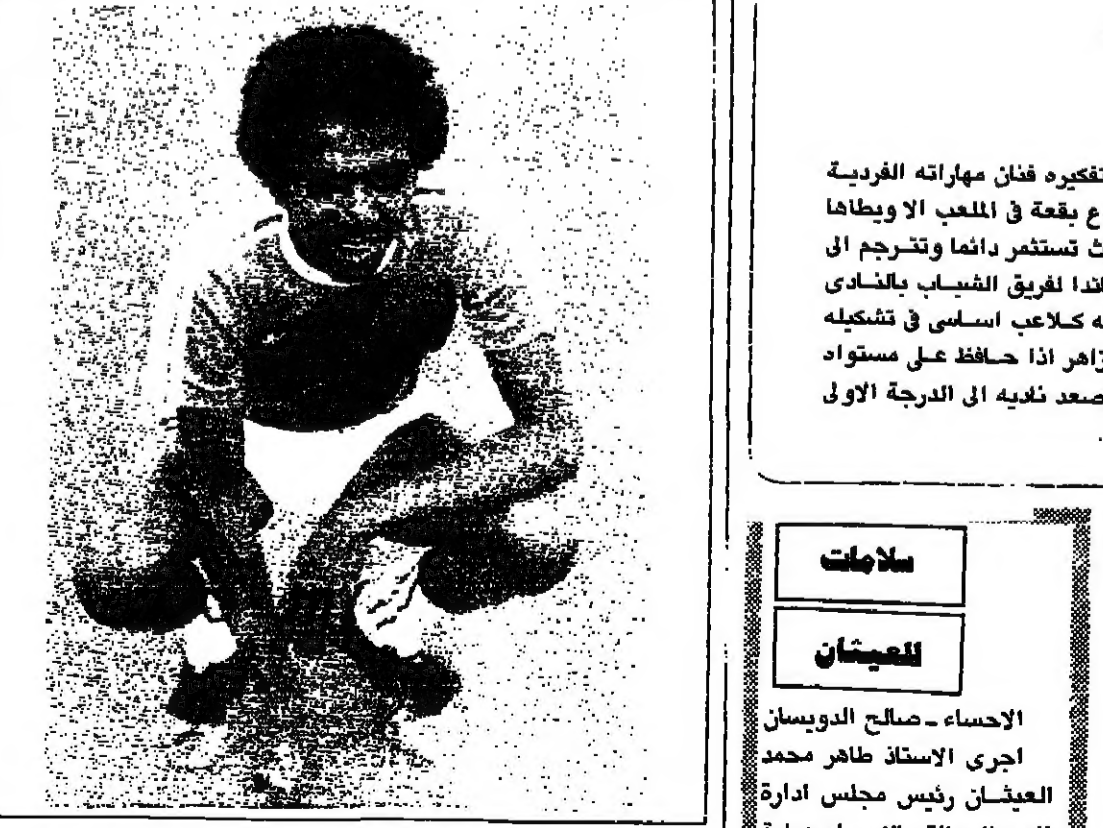 تفكيره فنان مهاراته الفردية
ع بقعة في الملعب الا ويطاها
ث تستثمر دائما وتترجم الى
ائدا لفريق الشباب بالنادى
ه كلاعب اساسى في تشكيله
زاهر اذا حافظ على مستواه
صعد ناديه الى الدرجة الاولى
سلامات
للعيثان
الاحساء ـ صالح الدويسان
اجرى الاستاذ طاهر محمد
العيثان رئيس مجلس ادارة